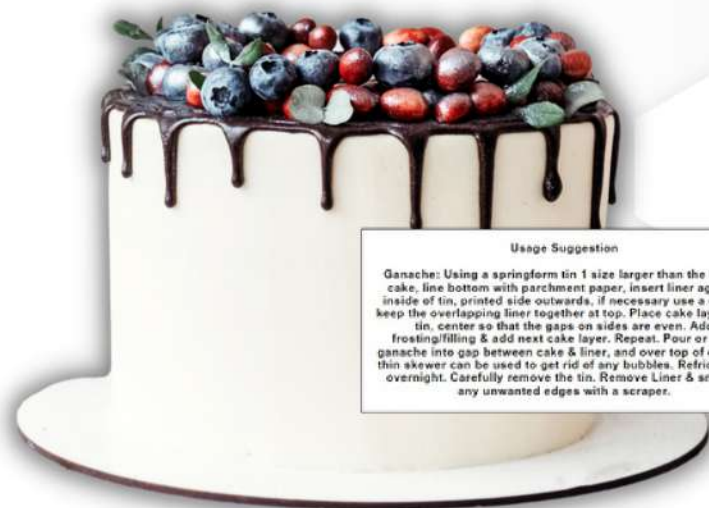 Usage Suggestion
Ganache: Using a springform tin 1 size larger than the
cake, line bottom with parchment paper, insert liner
inside of tin, printed side outwards, if necessary use a
keep the overlapping liner together at top. Place cake
tin, center so that the gaps on sides are even.
frosting/filling & add next cake layer. Repeat. Pour or
ganache into gap between cake & liner, and over top of
thin skewer can be used to get rid of any bubbles.
overnight. Carefully remove the tin. Remove Liner &
any unwanted edges with a scraper.